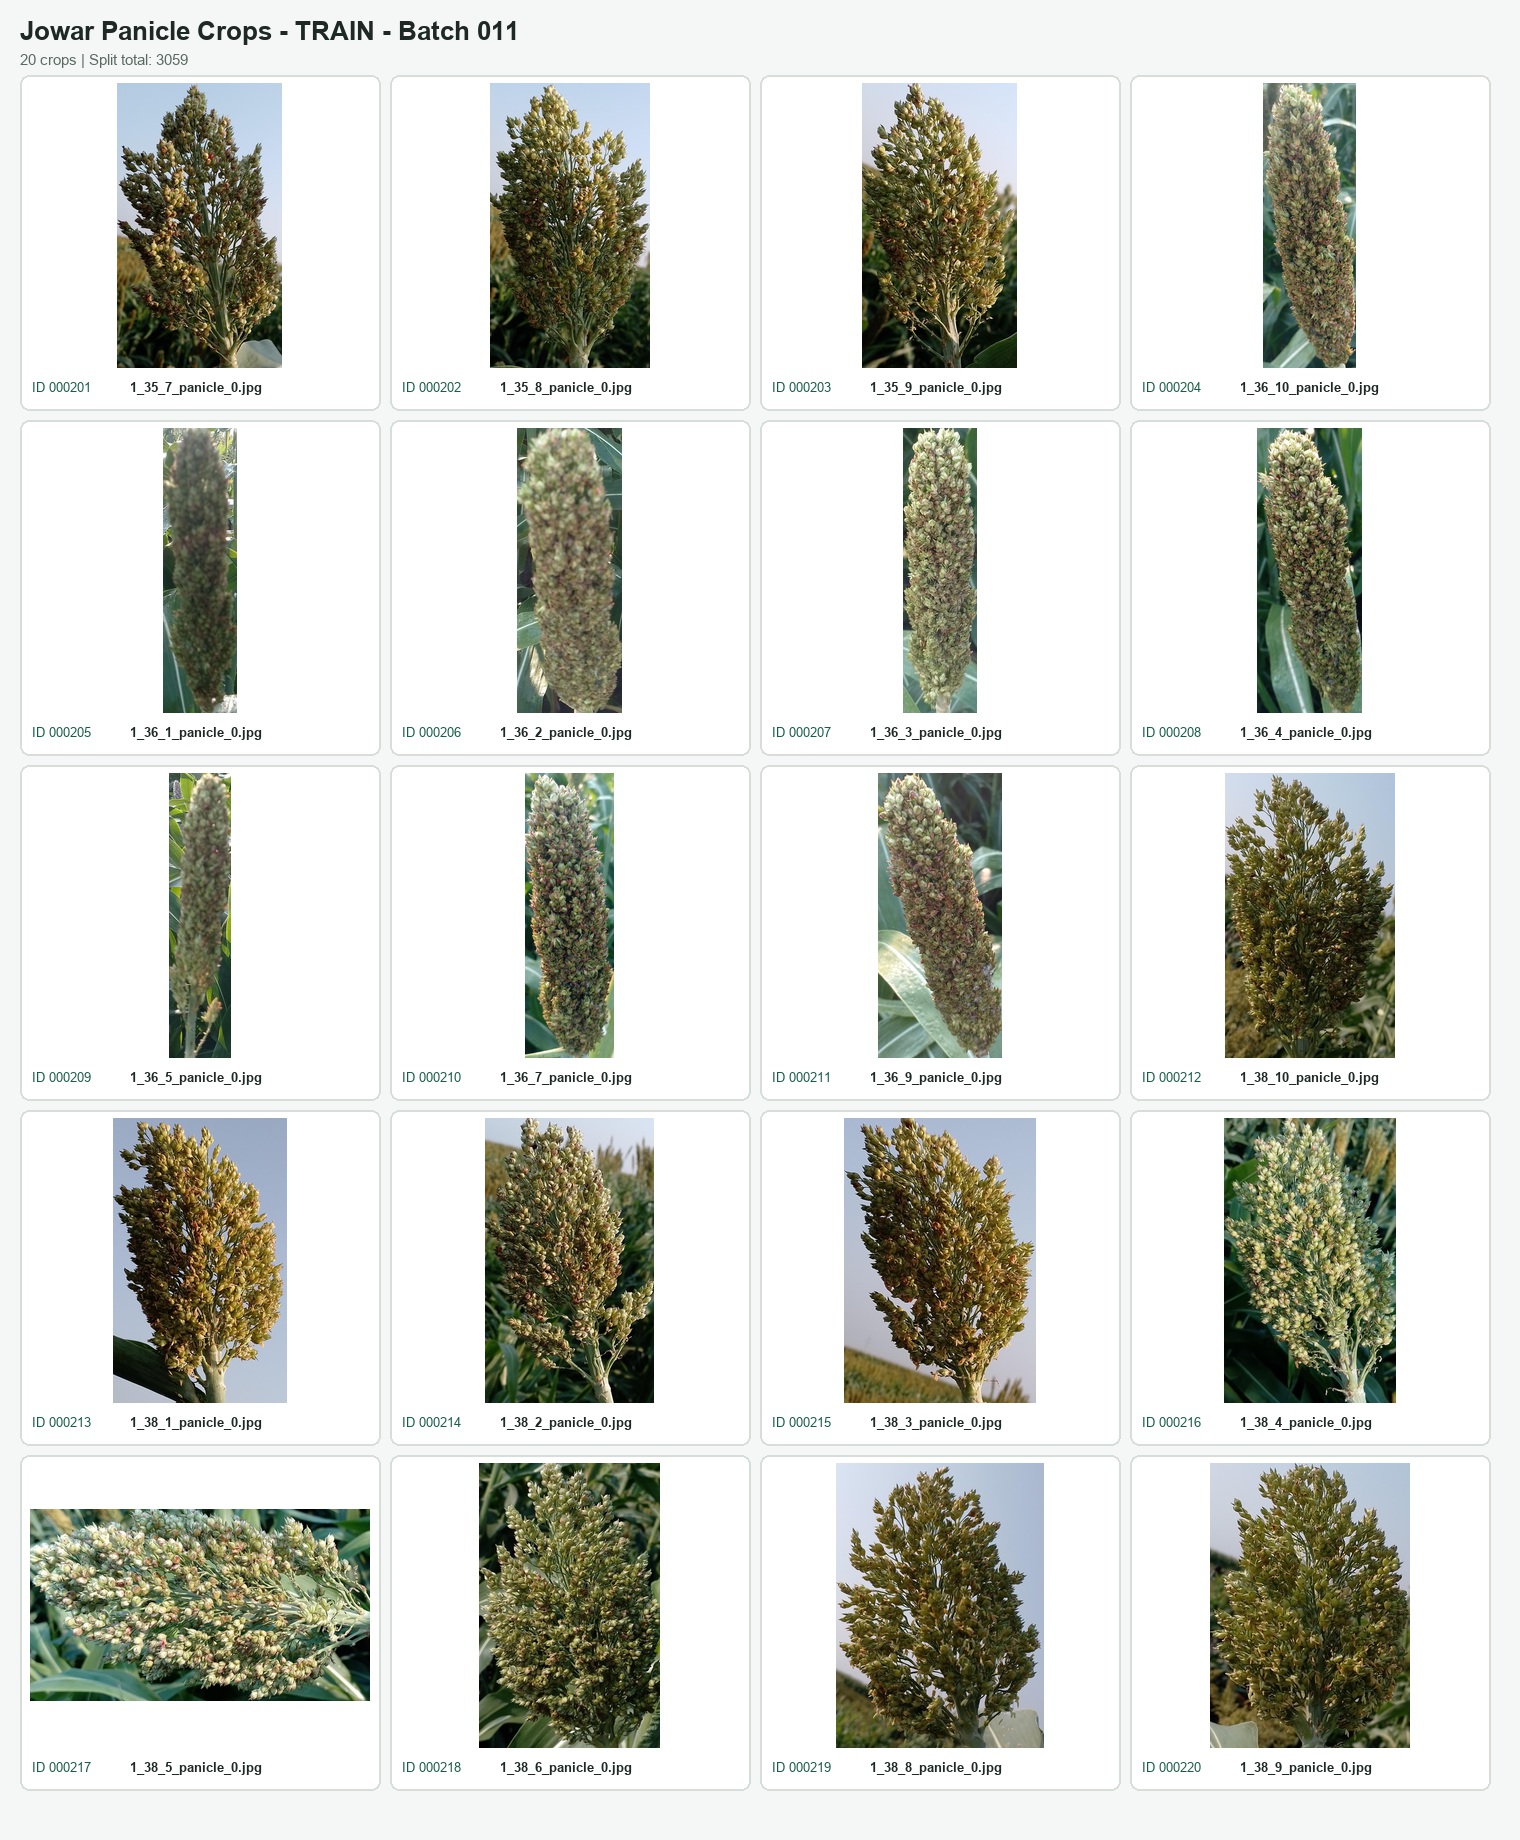 Jowar Panicle Crops - TRAIN - Batch 011
20 crops | Split total: 3059
ID 000201 1_35_7_panicle_0.jpg
ID 000202 1_35_8_panicle_0.jpg
ID 000203 1_35_9_panicle_0.jpg
ID 000204 1_36_10_panicle_0.jpg
ID 000205 1_36_1_panicle_0.jpg
ID 000206 1_36_2_panicle_0.jpg
ID 000207 1_36_3_panicle_0.jpg
ID 000208 1_36_4_panicle_0.jpg
ID 000209 1_36_5_panicle_0.jpg
ID 000210 1_36_7_panicle_0.jpg
ID 000211 1_36_9_panicle_0.jpg
ID 000212 1_38_10_panicle_0.jpg
ID 000213 1_38_1_panicle_0.jpg
ID 000214 1_38_2_panicle_0.jpg
ID 000215 1_38_3_panicle_0.jpg
ID 000216 1_38_4_panicle_0.jpg
ID 000217 1_38_5_panicle_0.jpg
ID 000218 1_38_6_panicle_0.jpg
ID 000219 1_38_8_panicle_0.jpg
ID 000220 1_38_9_panicle_0.jpg